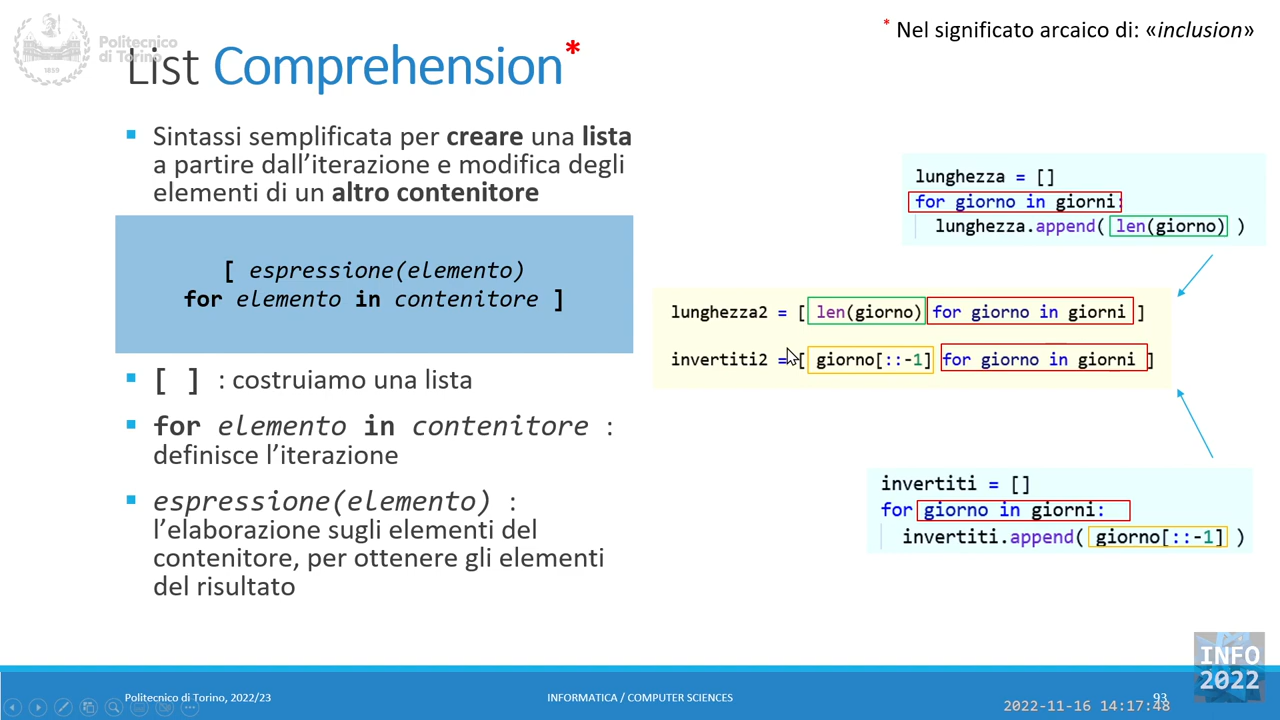 Politecnico
di Torino
1859
* Nel significato arcaico di: «inclusion»
List Comprehension*
▪ Sintassi semplificata per creare una lista
a partire dall’iterazione e modifica degli
elementi di un altro contenitore
[ espressione(elemento)
for elemento in contenitore ]
▪ [ ] : costruiamo una lista
▪ for elemento in contenitore :
definisce l’iterazione
▪ espressione(elemento) :
l’elaborazione sugli elementi del
contenitore, per ottenere gli elementi
del risultato
lunghezza = []
for giorno in giorni:
lunghezza.append( len(giorno) )
lunghezza2 = [ len(giorno) for giorno in giorni ]
invertiti2 = [ giorno[::-1] for giorno in giorni ]
invertiti = []
for giorno in giorni:
invertiti.append( giorno[::-1] )
Politecnico di Torino, 2022/23
INFORMATICA / COMPUTER SCIENCES
93
INFO
2022
2022-11-16 14:17:48